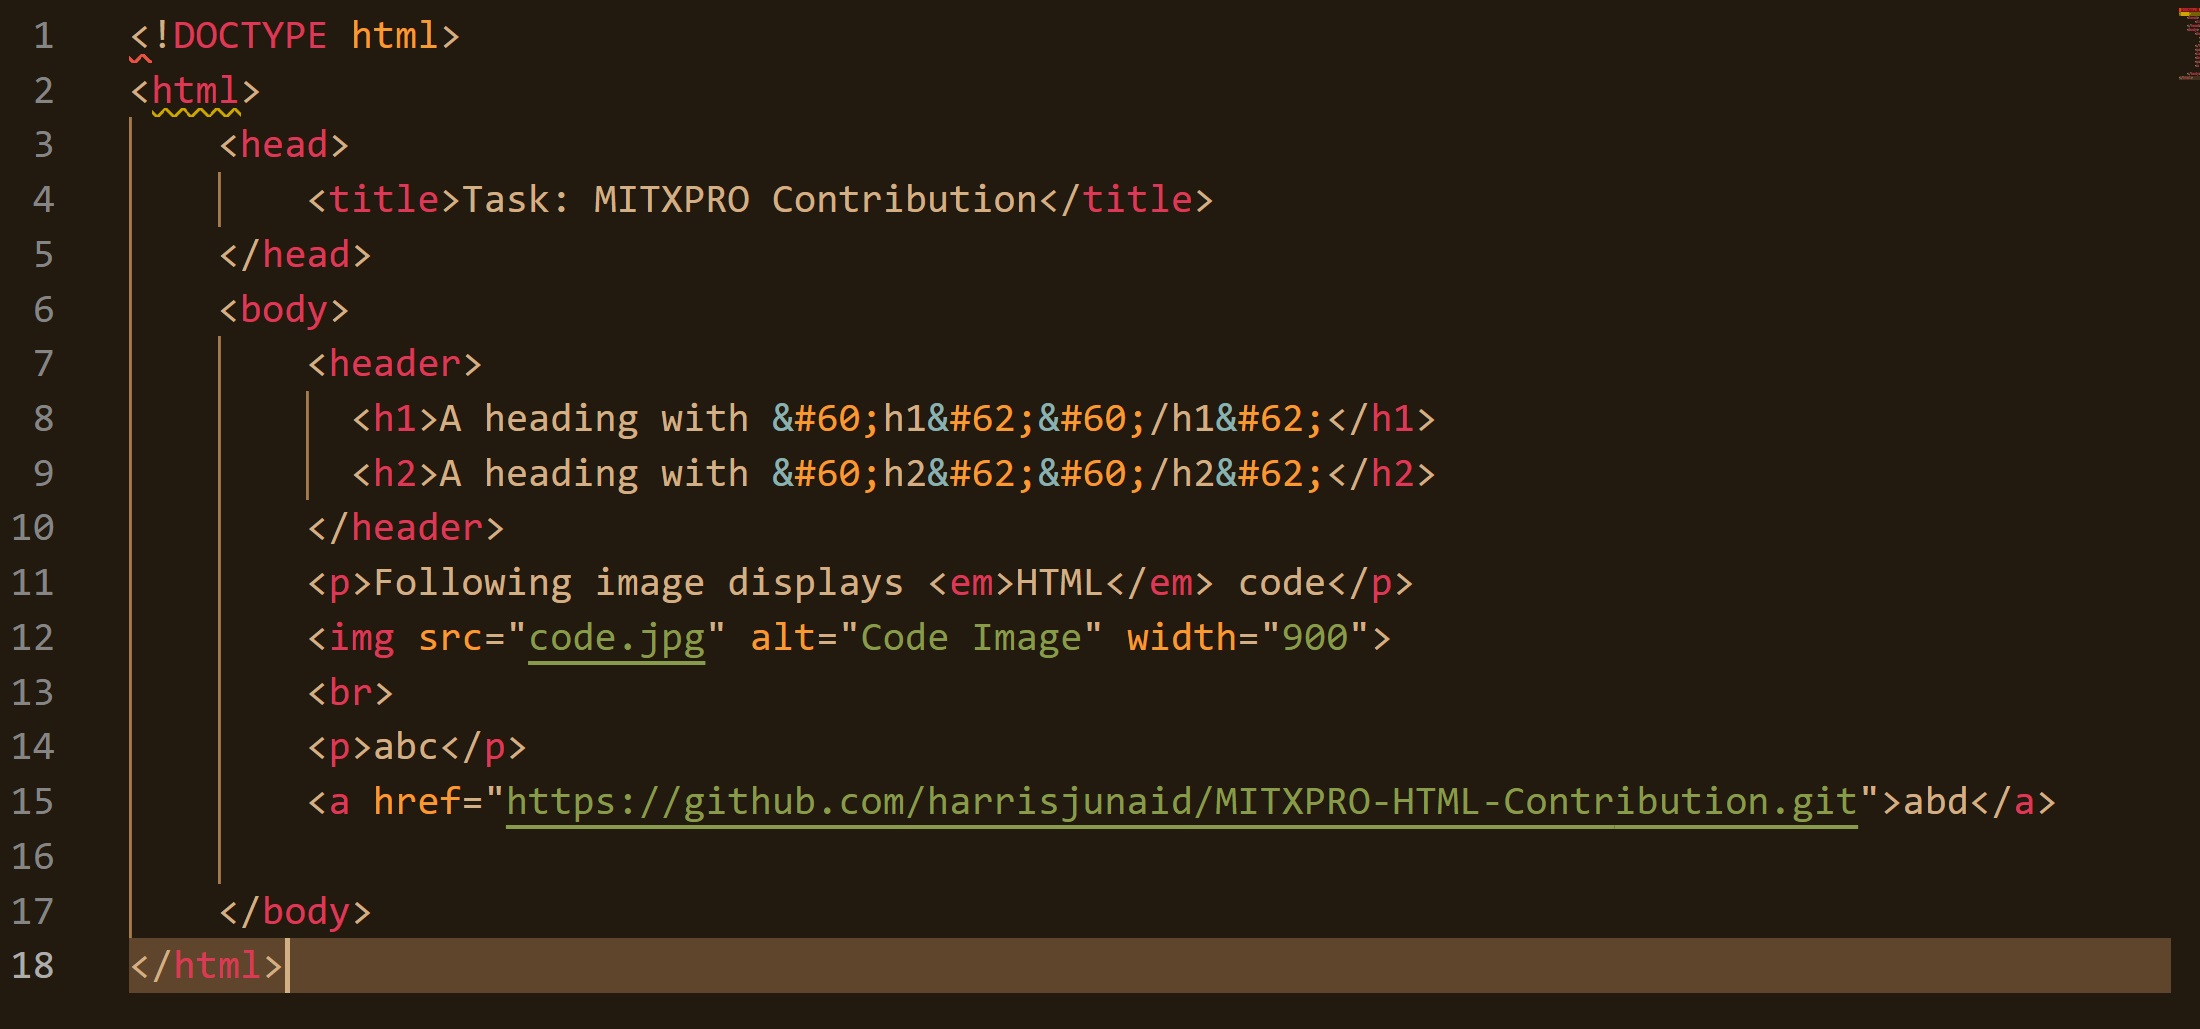 1 <!DOCTYPE html>
2 <html>
3     <head>
4         <title>Task: MITXPRO Contribution</title>
5     </head>
6     <body>
7         <header>
8           <h1>A heading with &#60;h1&#62;&#60;/h1&#62;</h1>
9           <h2>A heading with &#60;h2&#62;&#60;/h2&#62;</h2>
10         </header>
11         <p>Following image displays <em>HTML</em> code</p>
12         <img src="code.jpg" alt="Code Image" width="900">
13         <br>
14         <p>abc</p>
15         <a href="https://github.com/harrisjunaid/MITXPRO-HTML-Contribution.git">abd</a>
16
17     </body>
18 </html>